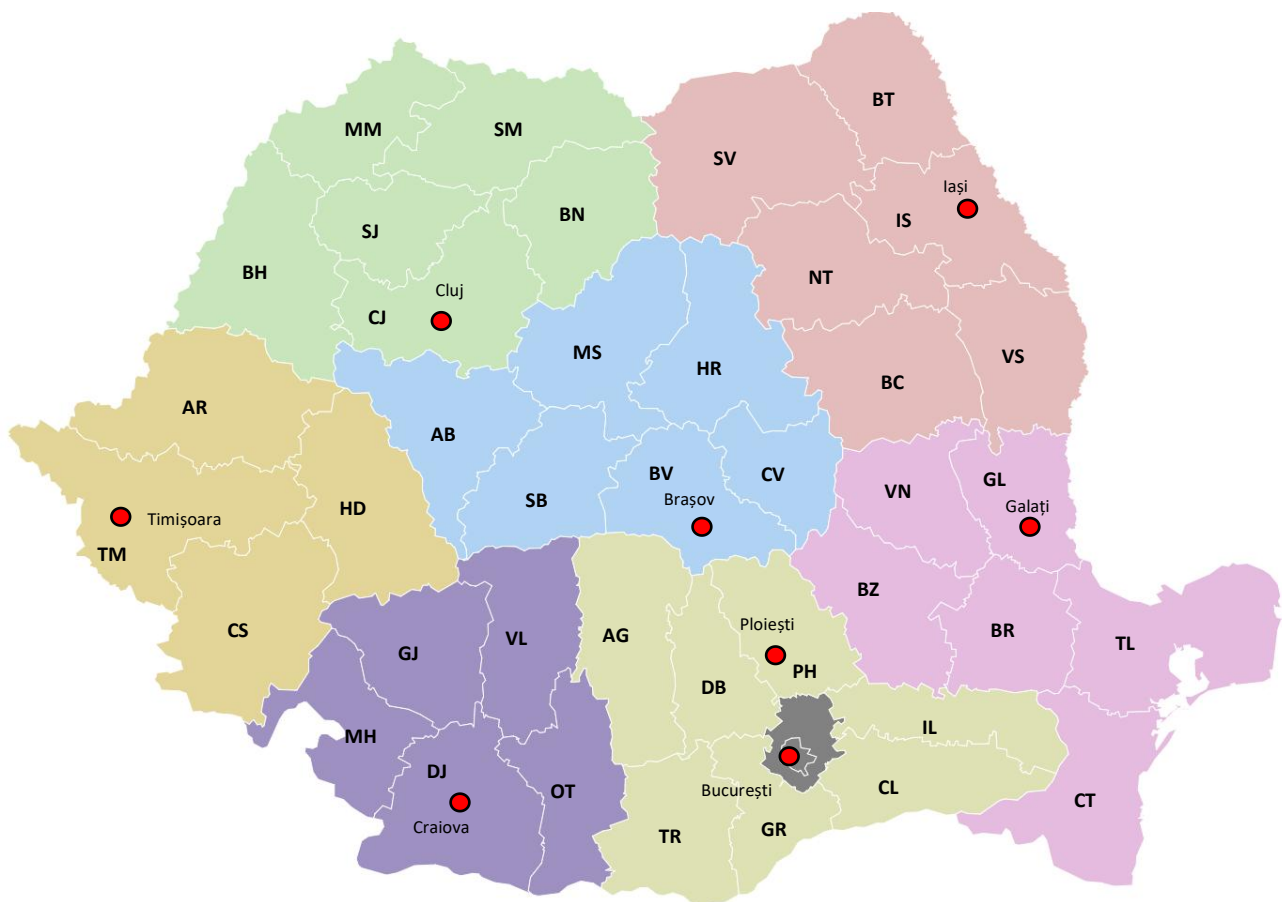 BT
MM
SM
SV
Iași
IS
BN
SJ
BH
NT
Cluj
CJ
MS
VS
HR
BC
AR
AB
BV
CV
VN
GL
SB
Brașov
Galați
HD
Timișoara
TM
BZ
CS
Ploiești
BR
AG
VL
TL
GJ
PH
DB
IL
MH
DJ
București
CL
OT
CT
Craiova
TR
GR